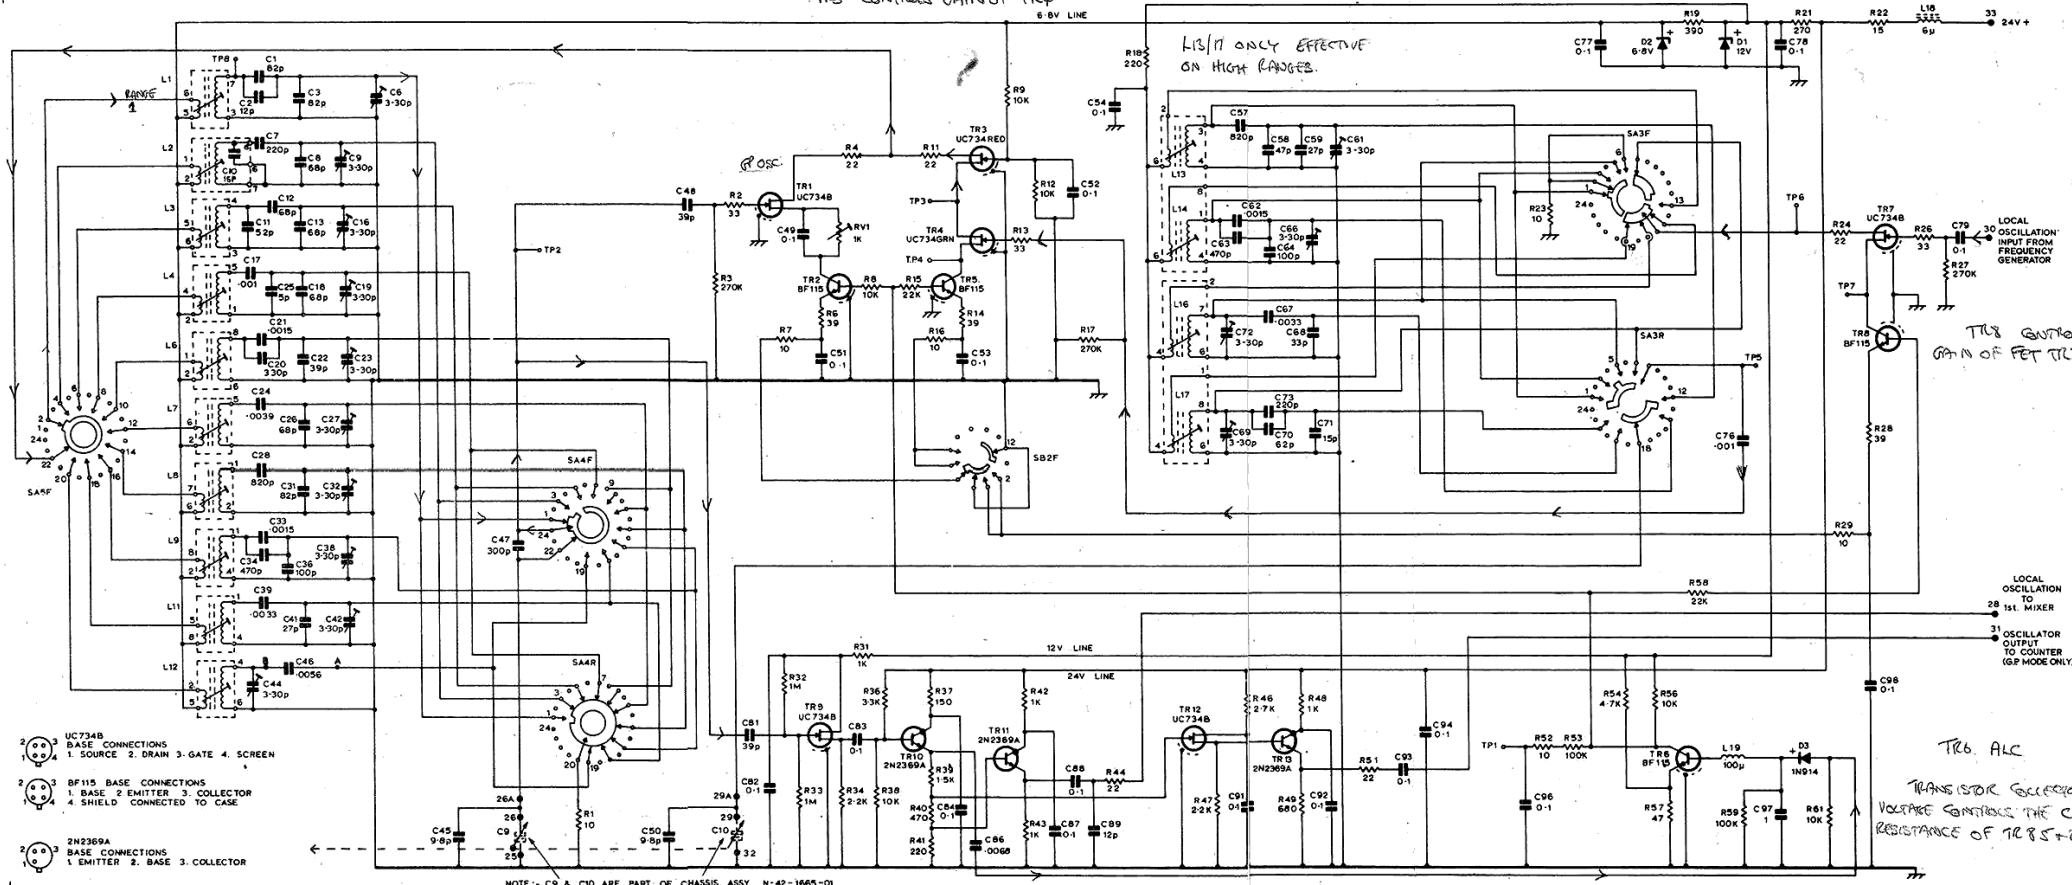 6·8V LINE
R19
390
R21
270
R22
15
L18
6µ
33
24V+
R18
220
L13/17 ONLY EFFECTIVE
ON HIGH RANGES.
C77
0·1
D2
6·8V
D1
12V
C78
0·1
TP8
C1
82p
L1
C2
12p
C3
82p
C6
3-30p
RANGE
1
R9
10K
C54
0·1
C57
820p
C58
47p
C59
27p
C61
3-30p
SA3F
L2
C7
220p
C10
15P
C8
68p
C9
3-30p
GP OSC
R4
22
R11
22
TR3
UC734RED
R12
10K
C52
0·1
L13
TP6
L3
C12
68p
C11
52p
C13
68p
C16
3-30p
C48
39p
R2
33
TR1
UC734B
TP3
TR4
UC734GRN
R13
33
L14
C62
·0015
C63
470p
C64
100p
C66
3-30p
R23
10
R24
22
TR7
UC734B
R26
33
C79
0·1
30
LOCAL
OSCILLATION
INPUT FROM
FREQUENCY
GENERATOR
R27
270K
TP2
C49
0·1
RV1
1K
TP4
L4
C17
·001
C25
5p
C18
68p
C19
3-30p
R3
270K
TR2
BF115
R8
10K
R15
22K
TR5
BF115
L16
C67
·0033
C72
3-30p
C68
33p
TP7
TR8
BF115
L6
C21
·0015
C20
330p
C22
39p
C23
3-30p
R7
10
R6
39
C51
0·1
R16
10
R14
39
C53
0·1
R17
270K
SA3R
TP5
L17
C73
220p
C69
3-30p
C70
62p
C71
15p
C76
·001
R28
39
L7
C24
·0039
C26
68p
C27
3-30p
L8
C28
820p
C31
82p
C32
3-30p
SA5F
SA4F
SB2F
L9
C33
·0015
C34
470p
C36
100p
C38
3-30p
C47
300p
R29
10
L11
C39
·0033
C41
27p
C42
3-30p
R58
22K
LOCAL
OSCILLATION
TO
1st. MIXER
28
31
OSCILLATOR
OUTPUT
TO COUNTER
(G.P MODE ONLY)
12V LINE
24V LINE
L12
B
C46
·0056
A
C44
3-30p
SA4R
R31
1K
R32
1M
R36
3·3K
R37
150
R42
1K
R46
2·7K
R48
1K
R54
4·7K
R56
10K
C98
0·1
C81
39p
TR9
UC734B
C83
0·1
TR10
2N2369A
TR11
2N2369A
TR12
UC734B
TR13
2N2369A
C94
0·1
TP1
R52
10
R53
100K
TR6
BF115
L19
100µ
D3
1N914
TR6. ALC
C82
0·1
R33
1M
R34
2·2K
R38
10K
R39
1·5K
R40
470
R41
220
C84
0·1
C86
·0068
R43
1K
C87
0·1
C88
0·1
C89
12p
R44
22
R47
2·2K
C91
0·1
R49
680
C92
0·1
R51
22
C93
0·1
C96
0·1
R57
47
R59
100K
C97
1
R61
10K
UC734B
BASE CONNECTIONS
1. SOURCE 2. DRAIN 3. GATE 4. SCREEN
BF115 BASE CONNECTIONS
1. BASE 2 EMITTER 3. COLLECTOR
4. SHIELD CONNECTED TO CASE
2N2369A
BASE CONNECTIONS
1. EMITTER 2. BASE 3. COLLECTOR
C45
9·8p
26A
26
C9
25
R1
10
C50
9·8p
29A
29
C10
32
NOTE:- C9 & C10 ARE PART OF CHASSIS ASSY. N-42-1665-01